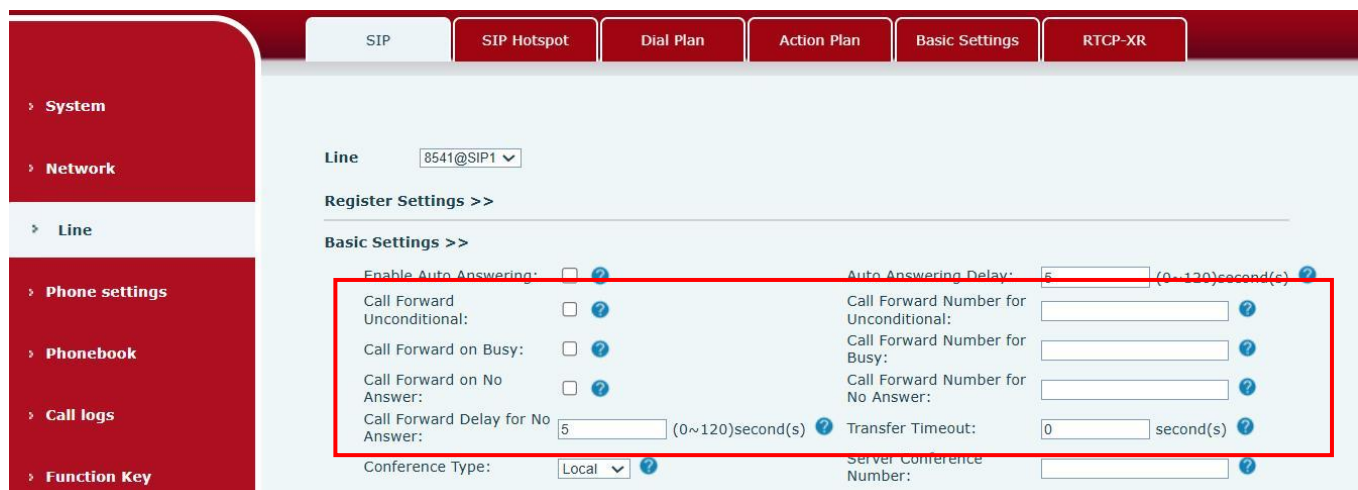 SIP
SIP Hotspot
Dial Plan
Action Plan
Basic Settings
RTCP-XR
› System
› Network
› Line
› Phone settings
› Phonebook
› Call logs
› Function Key
Line 8541@SIP1
Register Settings >>
Basic Settings >>
Enable Auto Answering: ?
Auto Answering Delay: 5 (0~120)second(s) ?
Call Forward
Unconditional: ?
Call Forward Number for
Unconditional: ?
Call Forward on Busy: ?
Call Forward Number for
Busy: ?
Call Forward on No
Answer: ?
Call Forward Number for
No Answer: ?
Call Forward Delay for No
Answer: 5 (0~120)second(s) ?
Transfer Timeout: 0 second(s) ?
Conference Type: Local ?
Server Conference
Number: ?